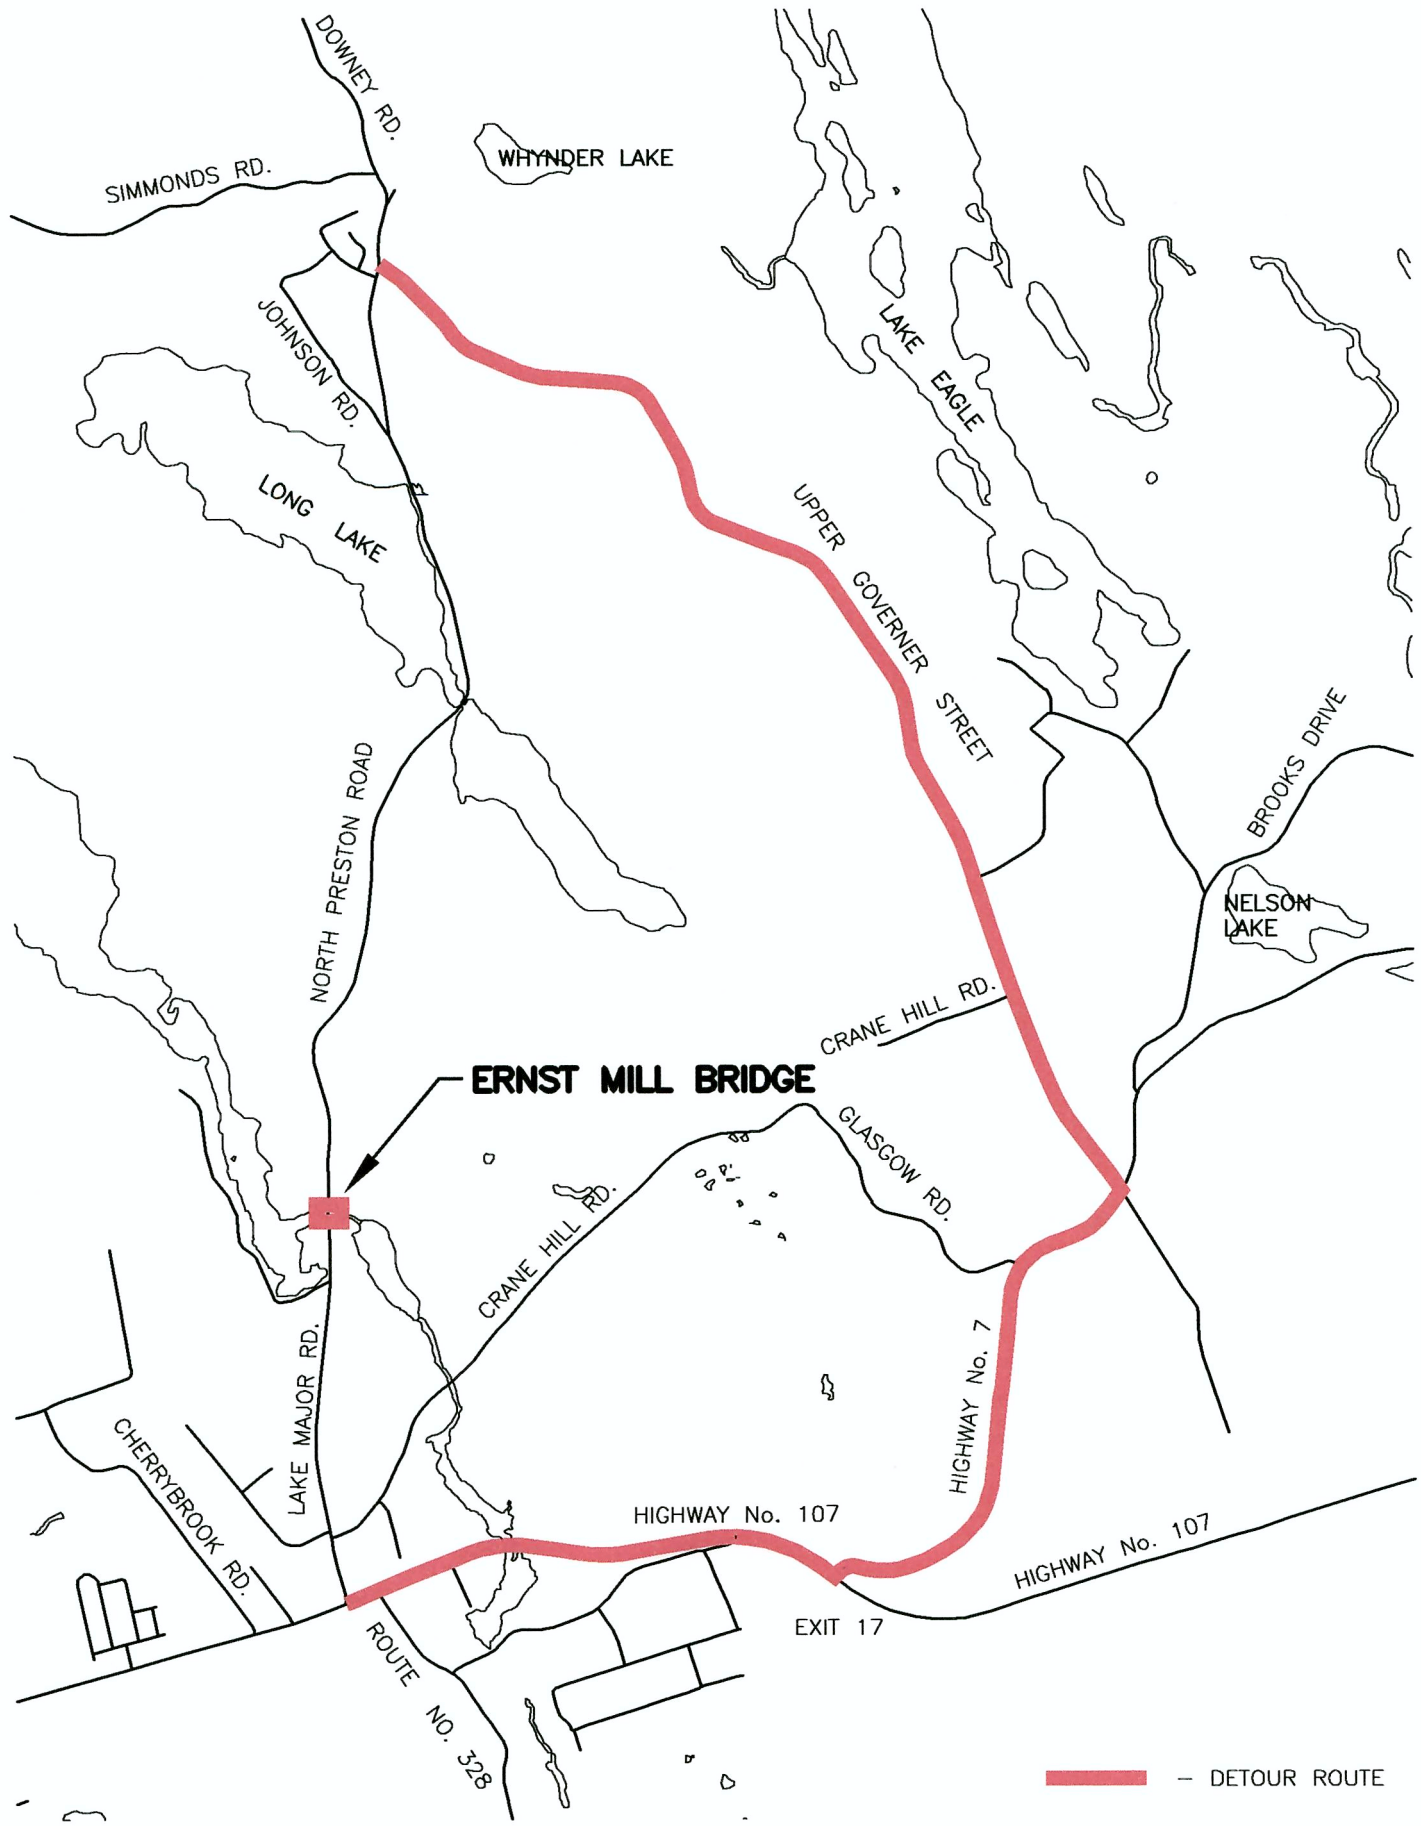 DOWNEY RD.
WHYNDER LAKE
SIMMONDS RD.
JOHNSON RD.
LAKE EAGLE
LONG LAKE
UPPER GOVERNER STREET
BROOKS DRIVE
NORTH PRESTON ROAD
NELSON
LAKE
CRANE HILL RD.
ERNST MILL BRIDGE
GLASGOW RD.
CRANE HILL RD.
LAKE MAJOR RD.
HIGHWAY No. 7
CHERRYBROOK RD.
HIGHWAY No. 107
HIGHWAY No. 107
EXIT 17
ROUTE NO. 328
– DETOUR ROUTE